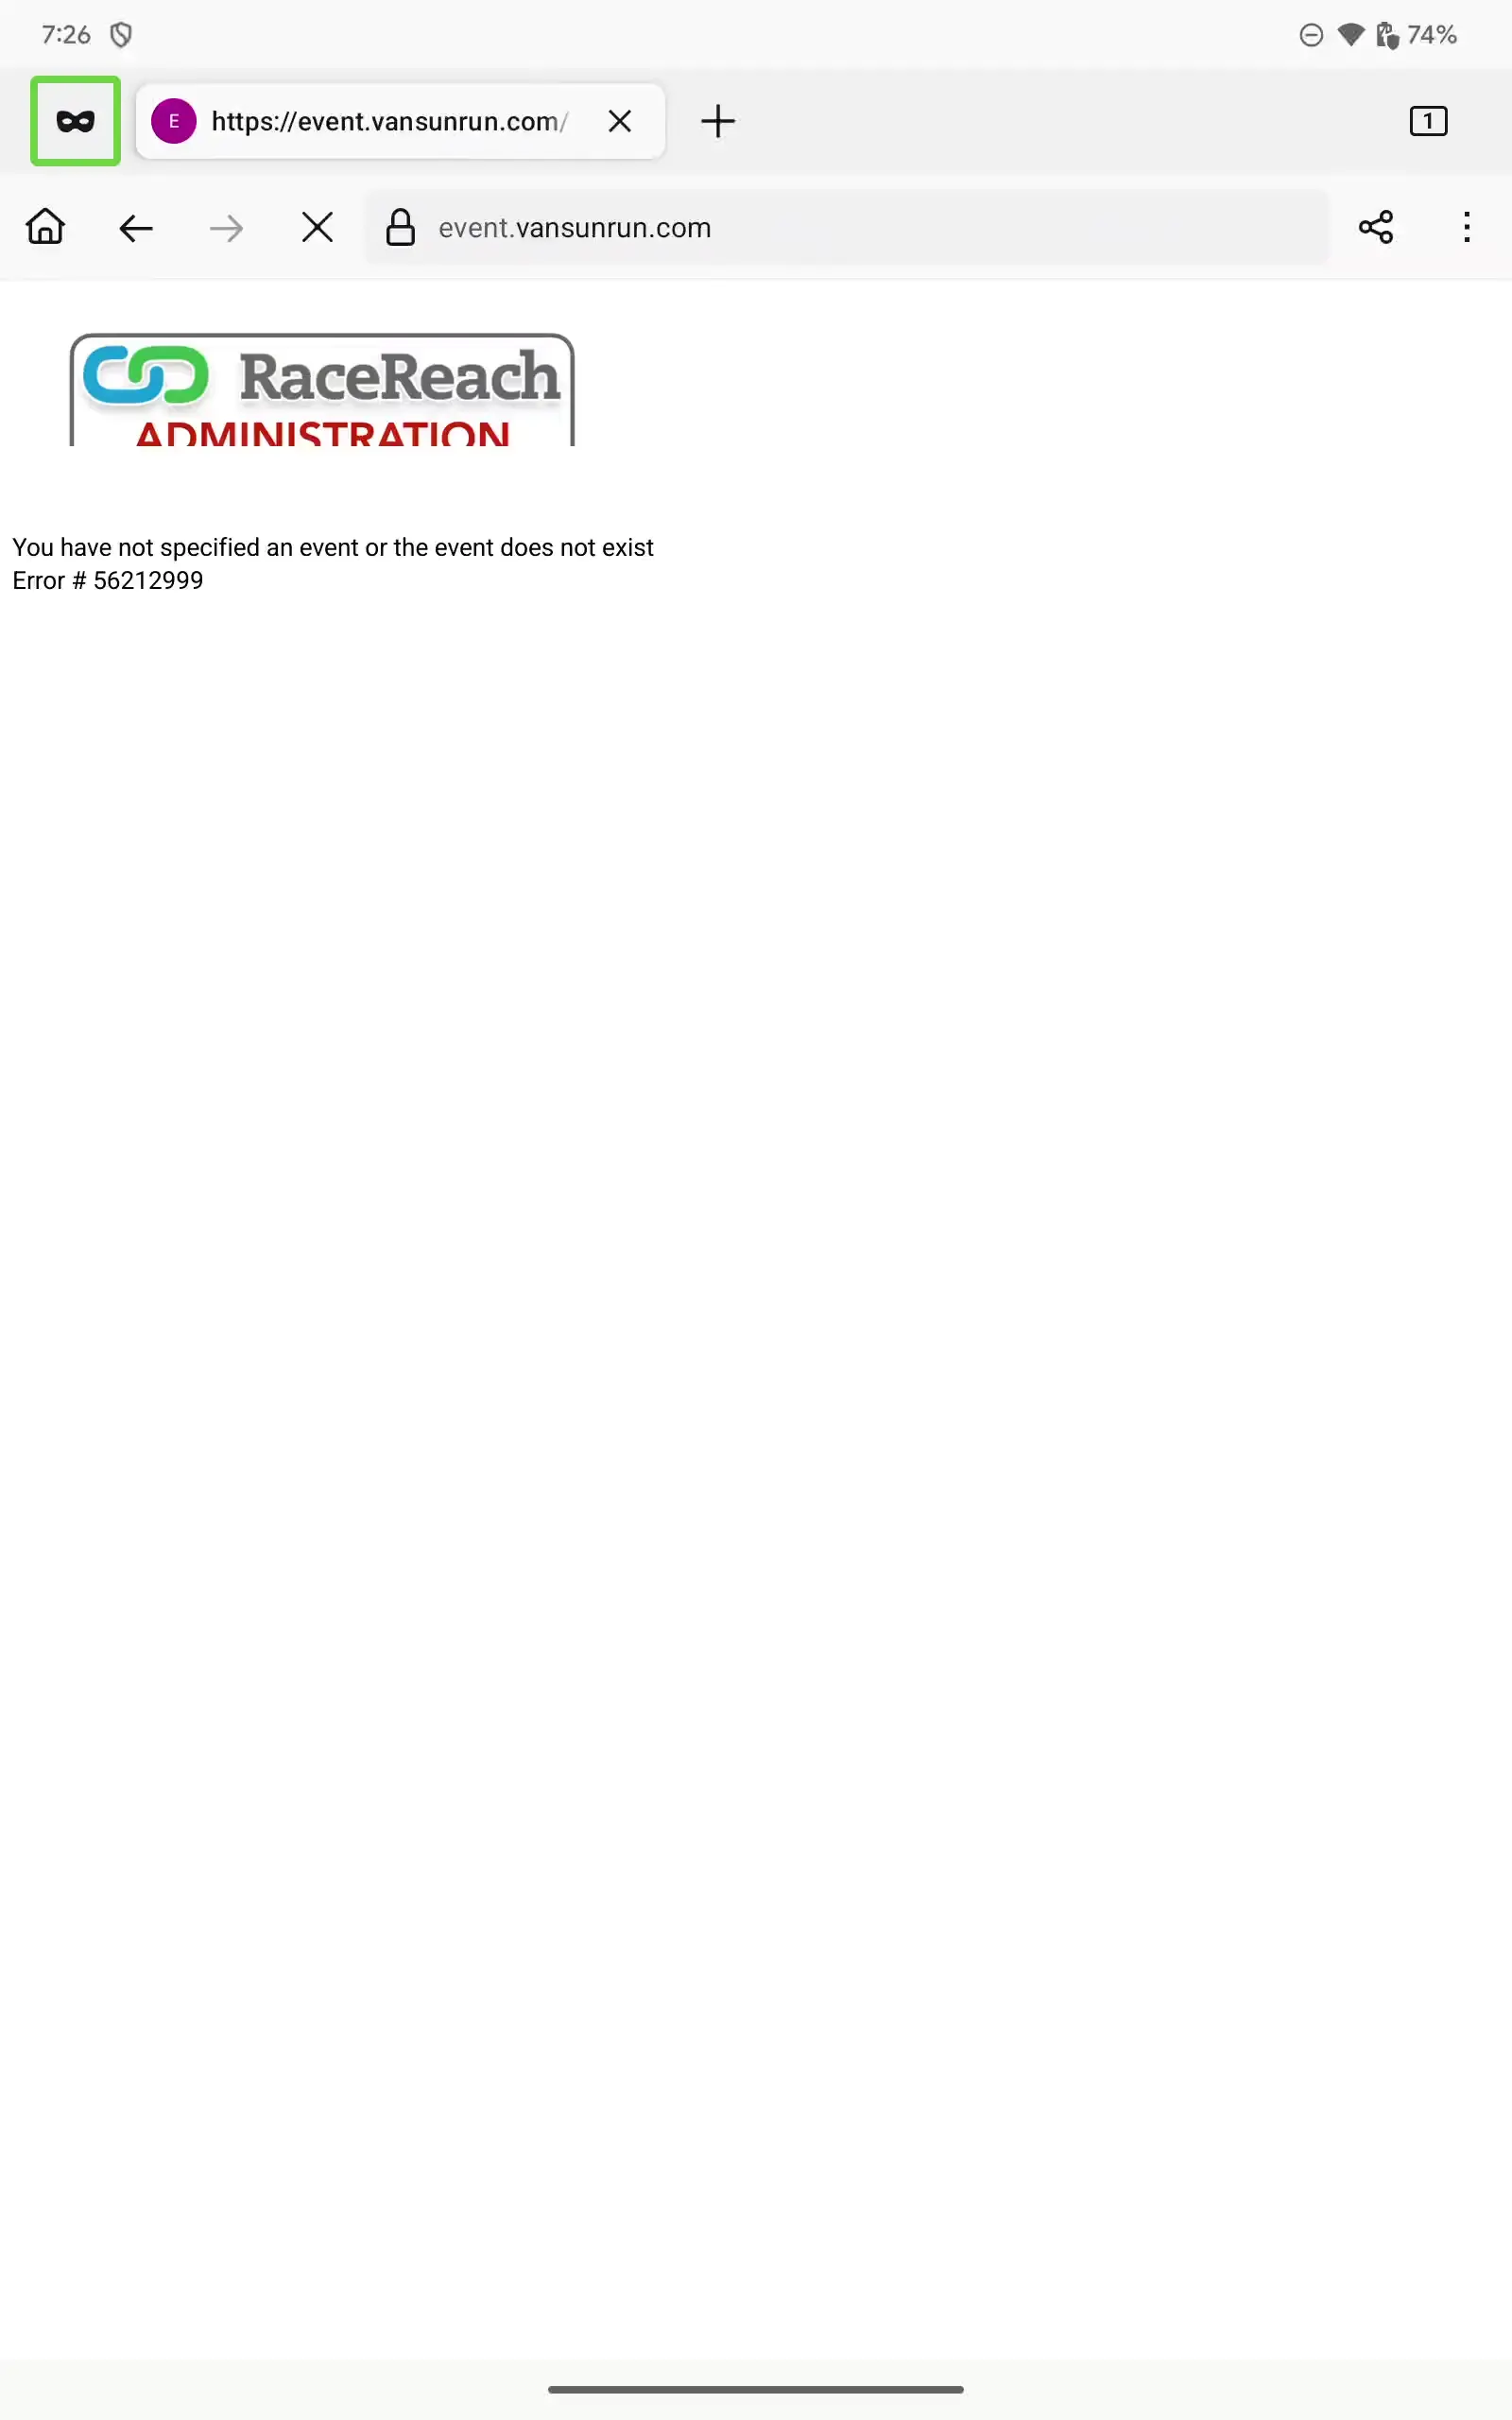 7:26
74%
E https://event.vansunrun.com/
1
event.vansunrun.com
RaceReach
ADMINISTRATION
You have not specified an event or the event does not exist
Error # 56212999